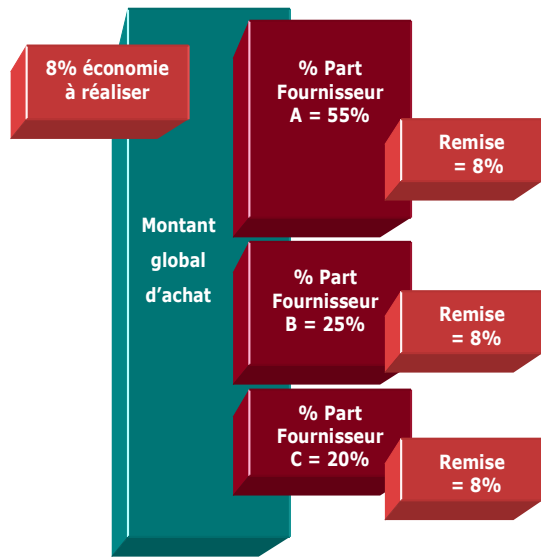 8% économie
à réaliser
Montant
global
d’achat
% Part
Fournisseur
A = 55%
Remise
= 8%
% Part
Fournisseur
B = 25%
Remise
= 8%
% Part
Fournisseur
C = 20%
Remise
= 8%